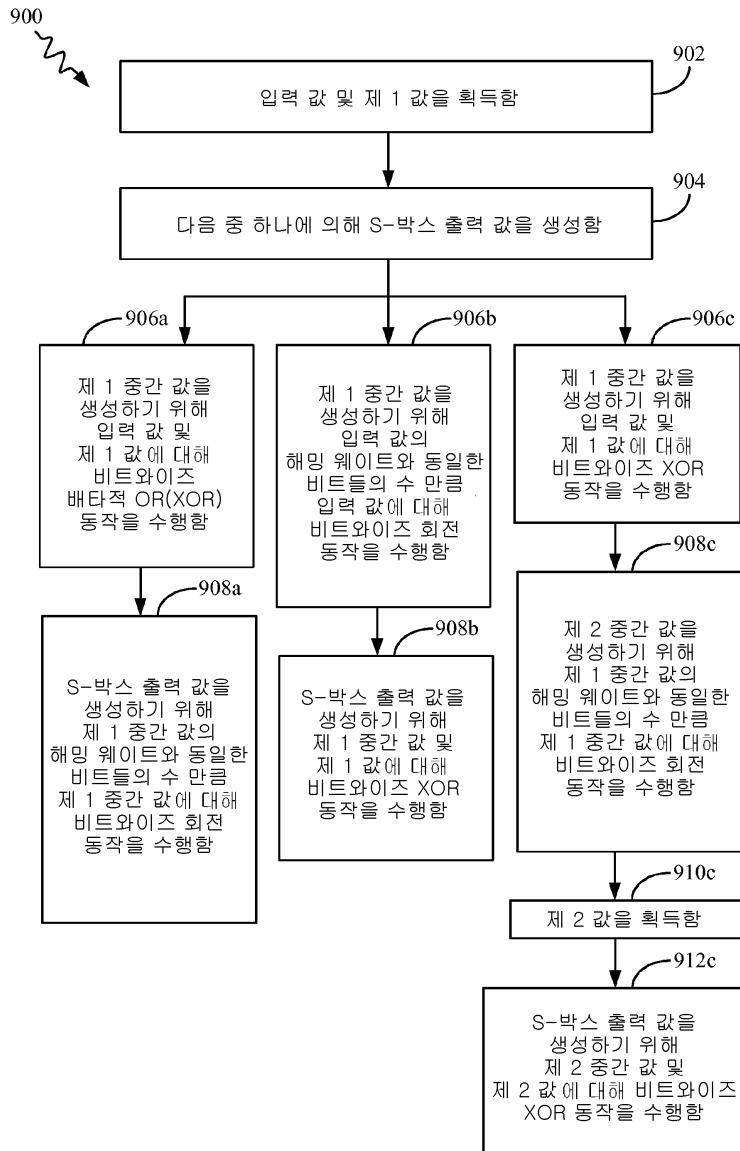 900
902
입력 값 및 제 1 값을 획득함
904
다음 중 하나에 의해 S-박스 출력 값을 생성함
906a
제 1 중간 값을
생성하기 위해
입력 값 및
제 1 값에 대해
비트와이즈
배타적 OR(XOR)
동작을 수행함
908a
S-박스 출력 값을
생성하기 위해
제 1 중간 값의
해밍 웨이트와 동일한
비트들의 수 만큼
제 1 중간 값에 대해
비트와이즈 회전
동작을 수행함
906b
제 1 중간 값을
생성하기 위해
입력 값의
해밍 웨이트와 동일한
비트들의 수 만큼
입력 값에 대해
비트와이즈 회전
동작을 수행함
908b
S-박스 출력 값을
생성하기 위해
제 1 중간 값 및
제 1 값에 대해
비트와이즈 XOR
동작을 수행함
906c
제 1 중간 값을
생성하기 위해
입력 값 및
제 1 값에 대해
비트와이즈 XOR
동작을 수행함
908c
제 2 중간 값을
생성하기 위해
제 1 중간 값의
해밍 웨이트와 동일한
비트들의 수 만큼
제 1 중간 값에 대해
비트와이즈 회전
동작을 수행함
910c
제 2 값을 획득함
912c
S-박스 출력 값을
생성하기 위해
제 2 중간 값 및
제 2 값에 대해 비트와이즈
XOR 동작을 수행함